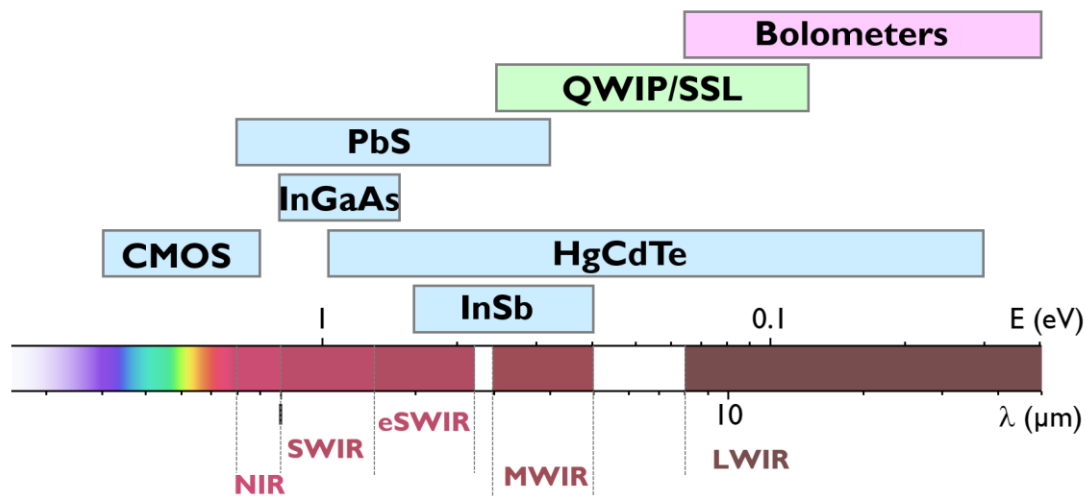 Bolometers
QWIP/SSL
PbS
InGaAs
CMOS
HgCdTe
InSb
1 0.1 E (eV)
1 10 λ (µm)
eSWIR
SWIR
LWIR
MWIR
NIR